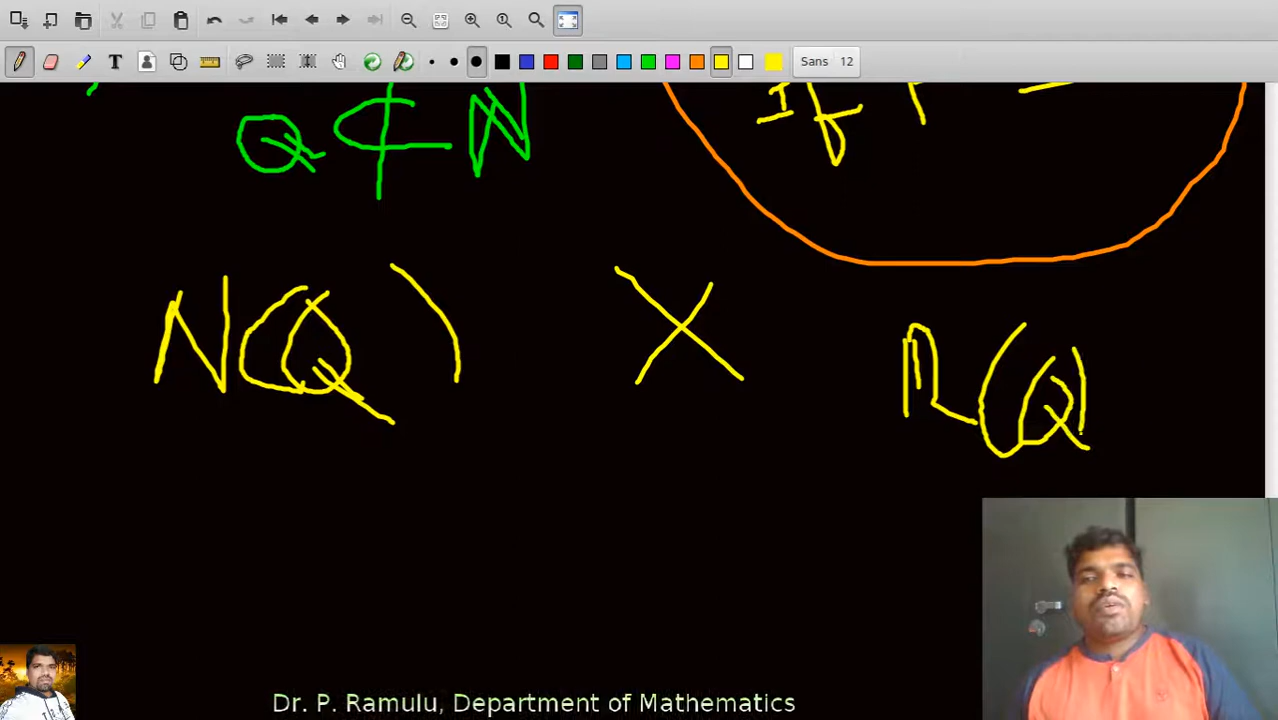 Sans 12
If
Q ⊄ N
N(Q) X R(Q)
Dr. P. Ramulu, Department of Mathematics